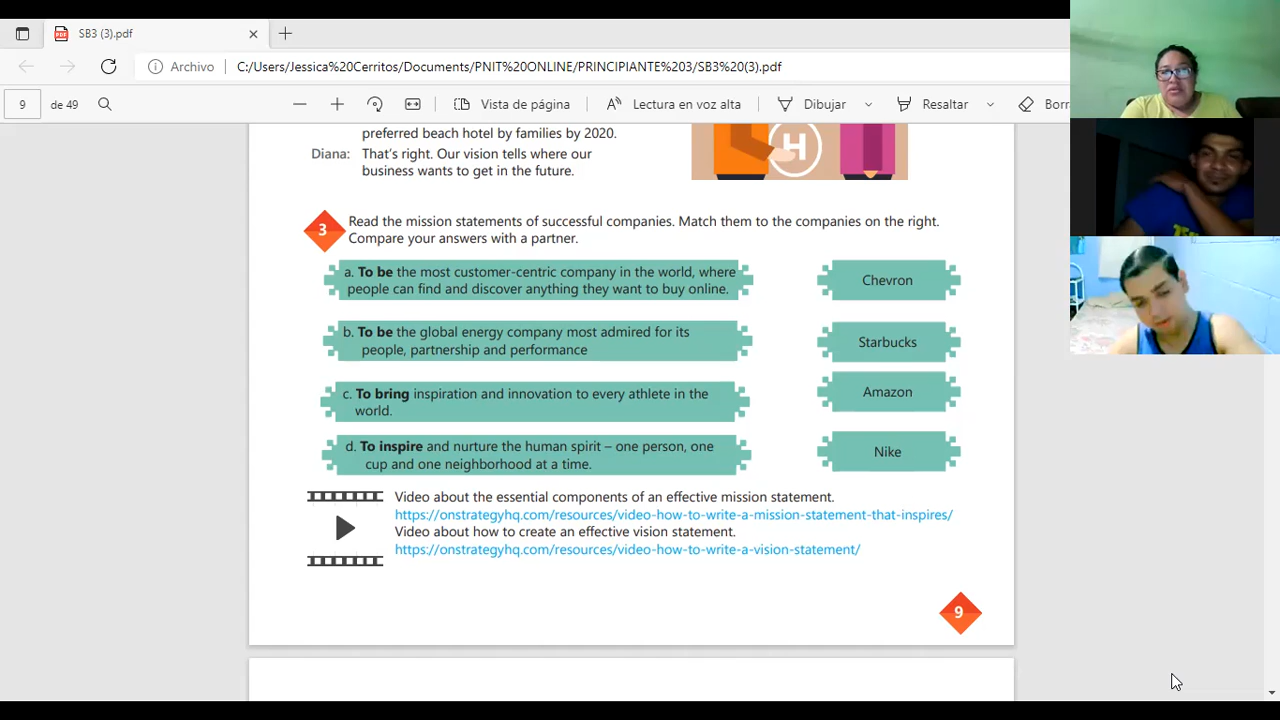 SB3 (3).pdf
Archivo
C:/Users/Jessica%20Cerritos/Documents/PNIT%20ONLINE/PRINCIPIANTE%203/SB3%20(3).pdf
9
de 49
Vista de página
Lectura en voz alta
Dibujar
Resaltar
Borr
preferred beach hotel by families by 2020.
Diana: That's right. Our vision tells where our
business wants to get in the future.
H
3
Read the mission statements of successful companies. Match them to the companies on the right.
Compare your answers with a partner.
a. To be the most customer-centric company in the world, where
people can find and discover anything they want to buy online.
Chevron
b. To be the global energy company most admired for its
people, partnership and performance
Starbucks
c. To bring inspiration and innovation to every athlete in the
world.
Amazon
d. To inspire and nurture the human spirit – one person, one
cup and one neighborhood at a time.
Nike
Video about the essential components of an effective mission statement.
https://onstrategyhq.com/resources/video-how-to-write-a-mission-statement-that-inspires/
Video about how to create an effective vision statement.
https://onstrategyhq.com/resources/video-how-to-write-a-vision-statement/
9